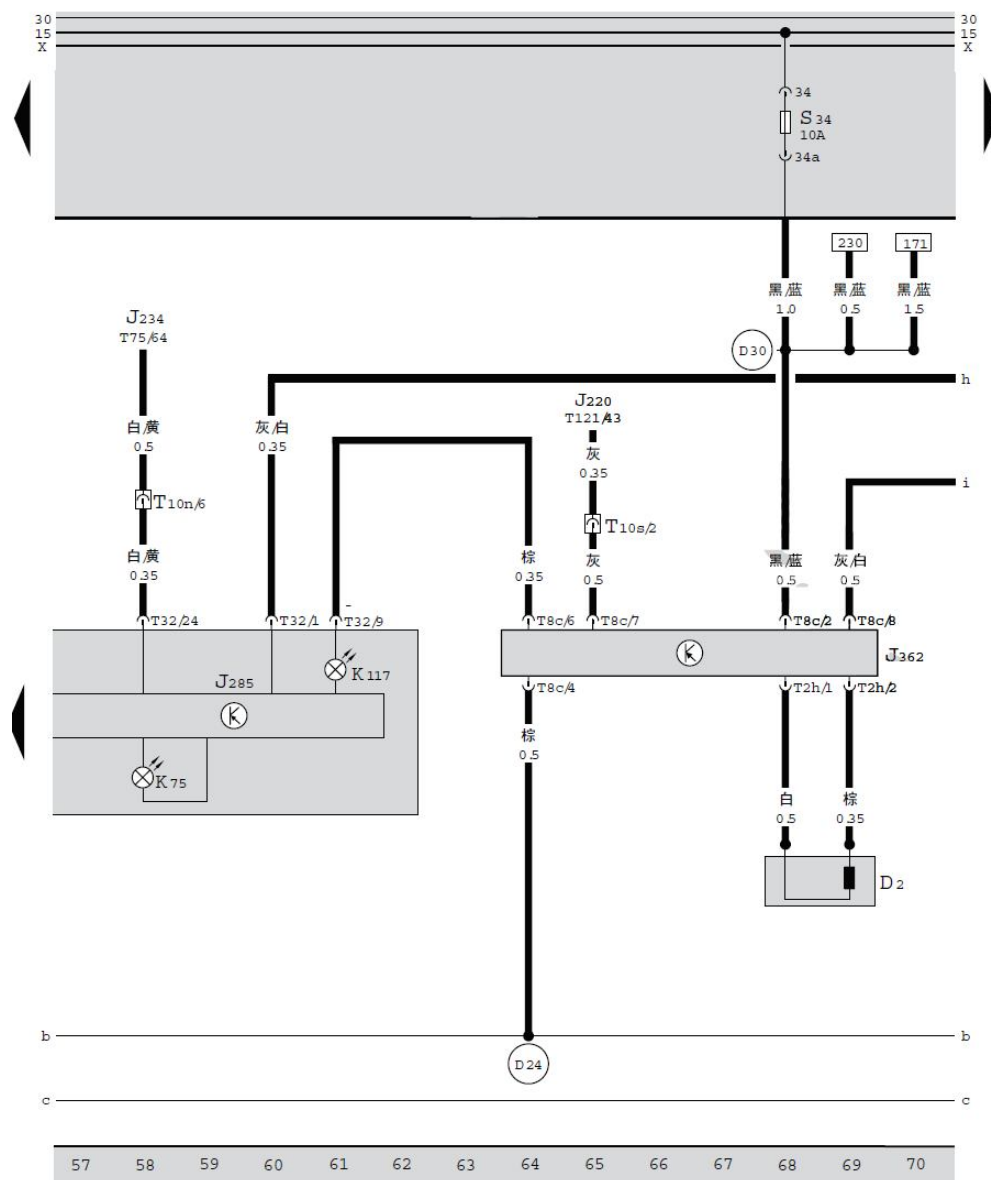 30 30
15 15
X X
34
S34
10A
34a
230 171
黑/蓝 黑/蓝 黑/蓝
1.0 0.5 1.5
J234
T75/64
D30
h
J220
T121/43
白/黄 灰/白 灰
0.5 0.35 0.35
i
T10n/6
T10s/2
白/黄 棕 灰 黑/蓝 灰/白
0.35 0.35 0.5 0.5 0.5
T32/24 T32/1 T32/9 T8c/6 T8c/7 T8c/2 T8c/8
K117 J362
J285
T8c/4 T2h/1 T2h/2
棕
0.5
K75
白 棕
0.5 0.35
D2
b b
D24
c c
57 58 59 60 61 62 63 64 65 66 67 68 69 70